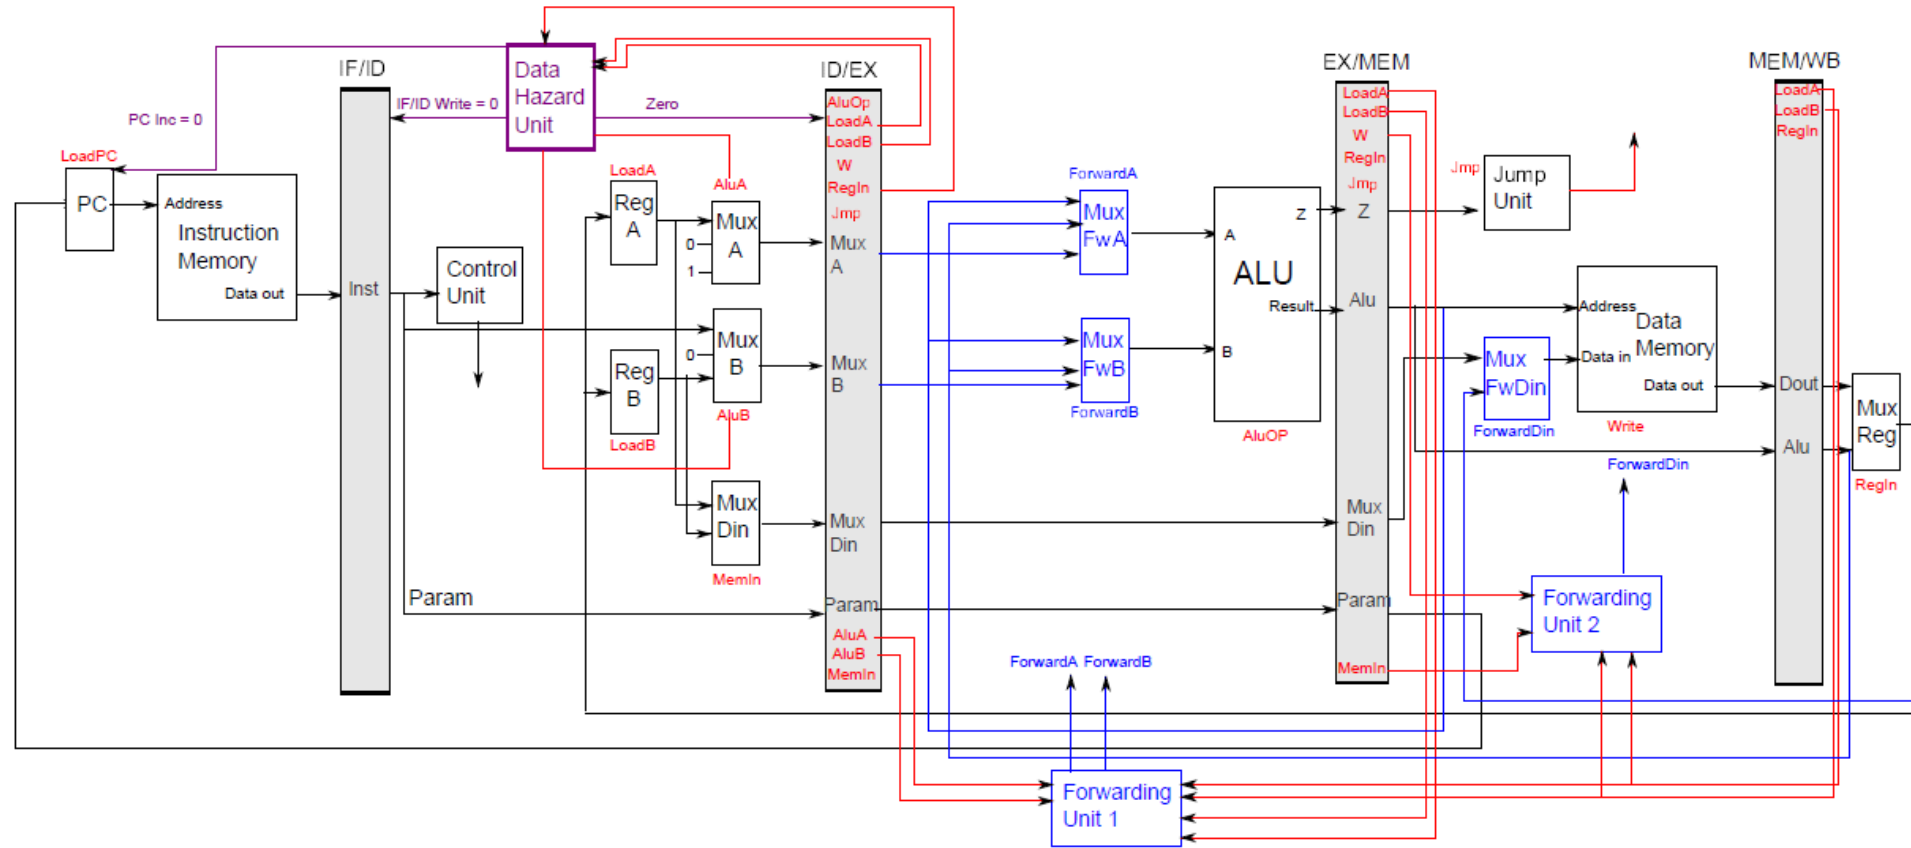 IF/ID
Data
Hazard
Unit
ID/EX
EX/MEM
MEM/WB
PC Inc = 0
IF/ID Write = 0
Zero
LoadPC
PC
Address
Instruction
Memory
Data out
Inst
Control
Unit
LoadA
Reg
A
AluA
Mux
A
0
1
Mux
B
0
Reg
B
LoadB
AluB
Mux
Din
MemIn
Param
AluOp
LoadA
LoadB
W
RegIn
Jmp
Mux
A
Mux
B
Mux
Din
Param
AluA
AluB
MemIn
ForwardA
Mux
FwA
Mux
FwB
ForwardB
A
B
Z
ALU
Result
AluOP
ForwardA ForwardB
Forwarding
Unit 1
LoadA
LoadB
W
RegIn
Jmp
Z
Alu
Mux
Din
Param
MemIn
Jmp
Jump
Unit
Mux
FwDin
ForwardDin
Address
Data
Memory
Data in
Data out
Write
ForwardDin
Forwarding
Unit 2
LoadA
LoadB
RegIn
Dout
Alu
Mux
Reg
RegIn